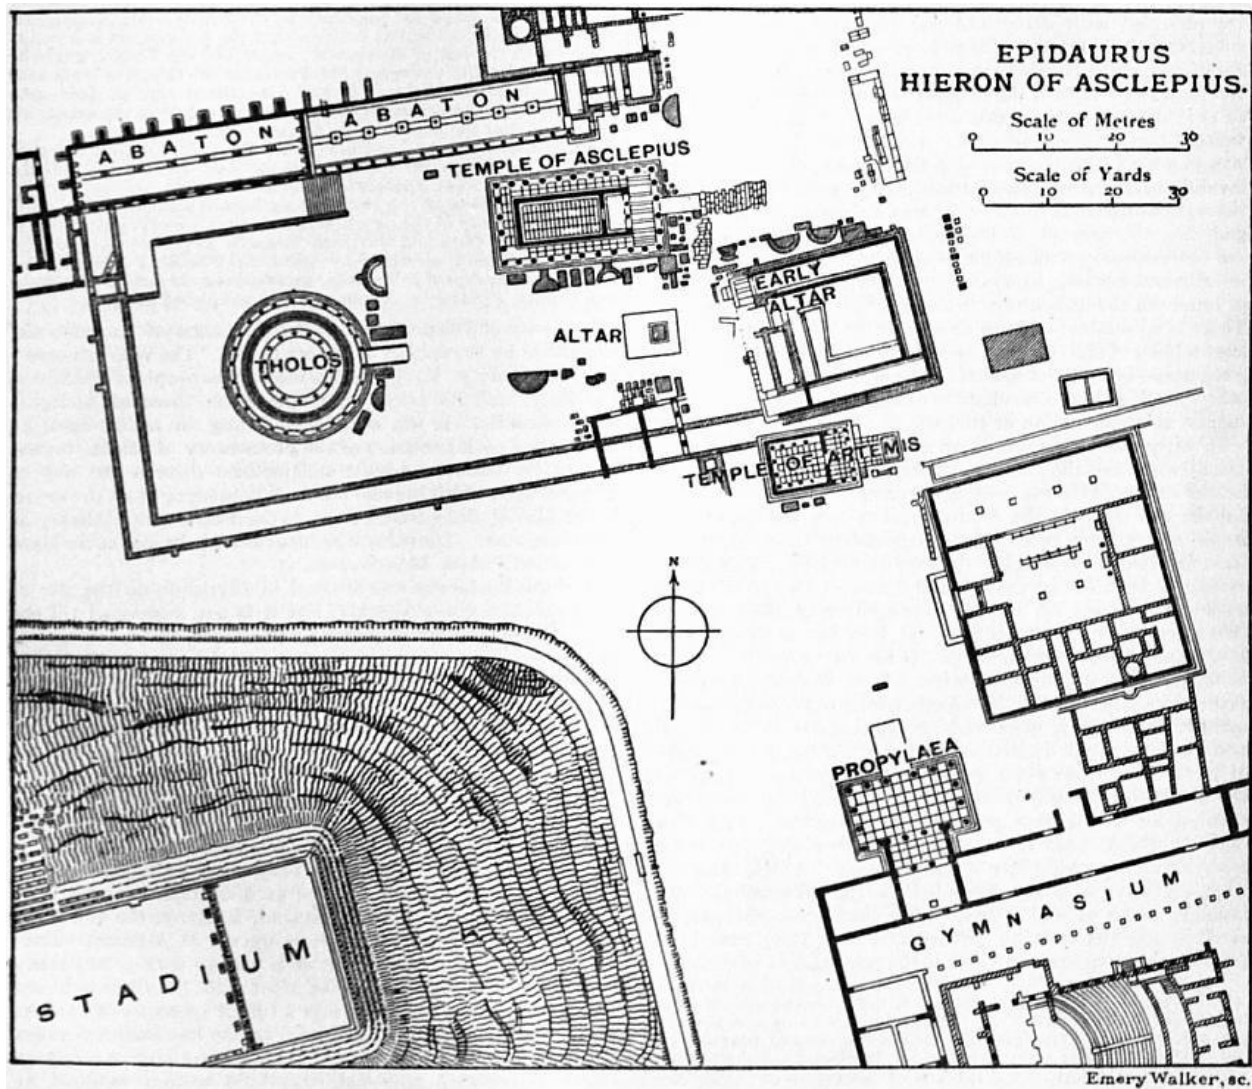 EPIDAURUS
HIERON OF ASCLEPIUS.
Scale of Metres
0 10 20 30
Scale of Yards
10 20 30
ABATON
ABATON
TEMPLE OF ASCLEPIUS
EARLY
ALTAR
ALTAR
THOLOS
TEMPLE OF ARTEMIS
N
PROPYLAEA
GYMNASIUM
STADIUM
Emery Walker, sc.